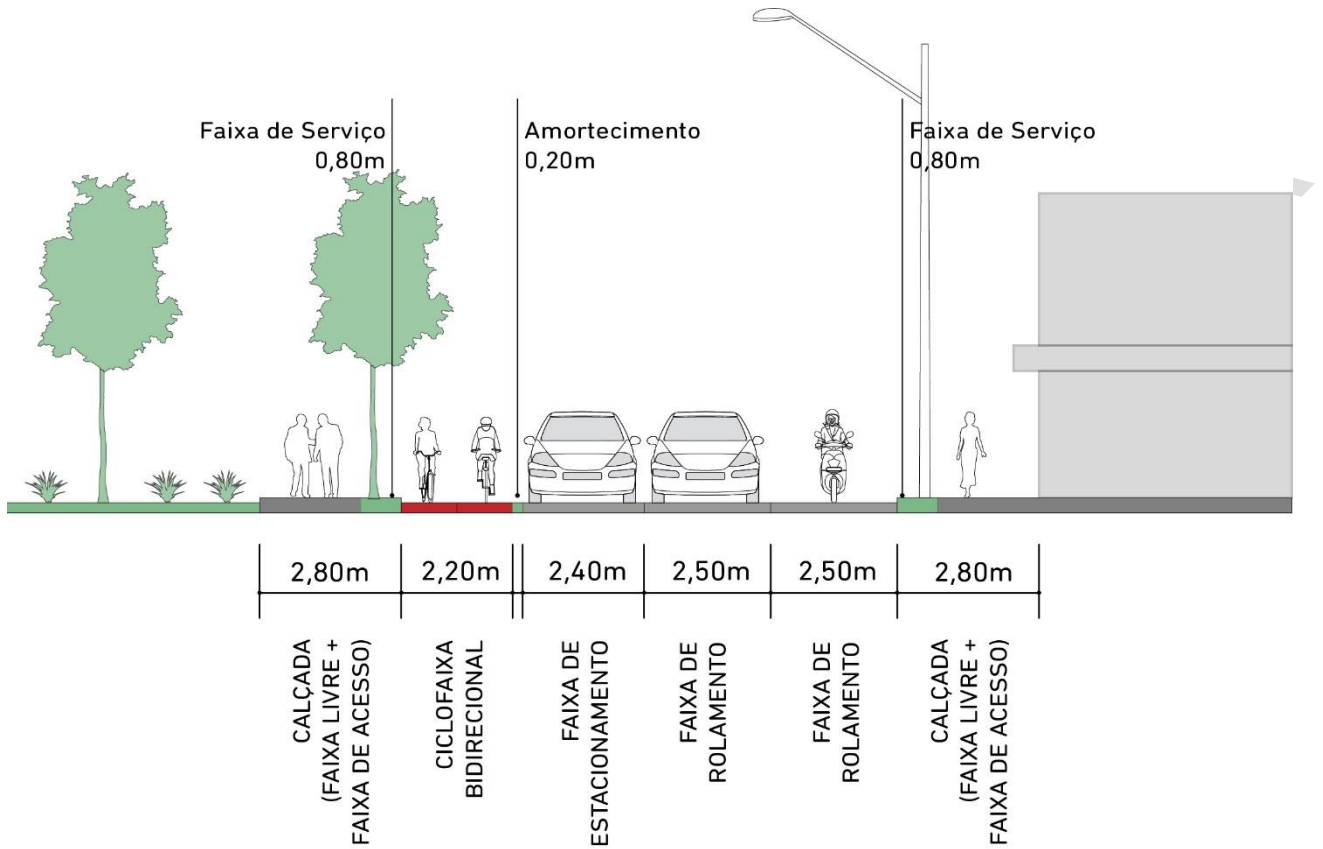 Faixa de Serviço
0,80m
Amortecimento
0,20m
Faixa de Serviço
0,80m
2,80m
2,20m
2,40m
2,50m
2,50m
2,80m
CALÇADA
(FAIXA LIVRE +
FAIXA DE ACESSO)
CICLOFAIXA
BIDIRECIONAL
FAIXA DE
ESTACIONAMENTO
FAIXA DE
ROLAMENTO
FAIXA DE
ROLAMENTO
CALÇADA
(FAIXA LIVRE +
FAIXA DE ACESSO)